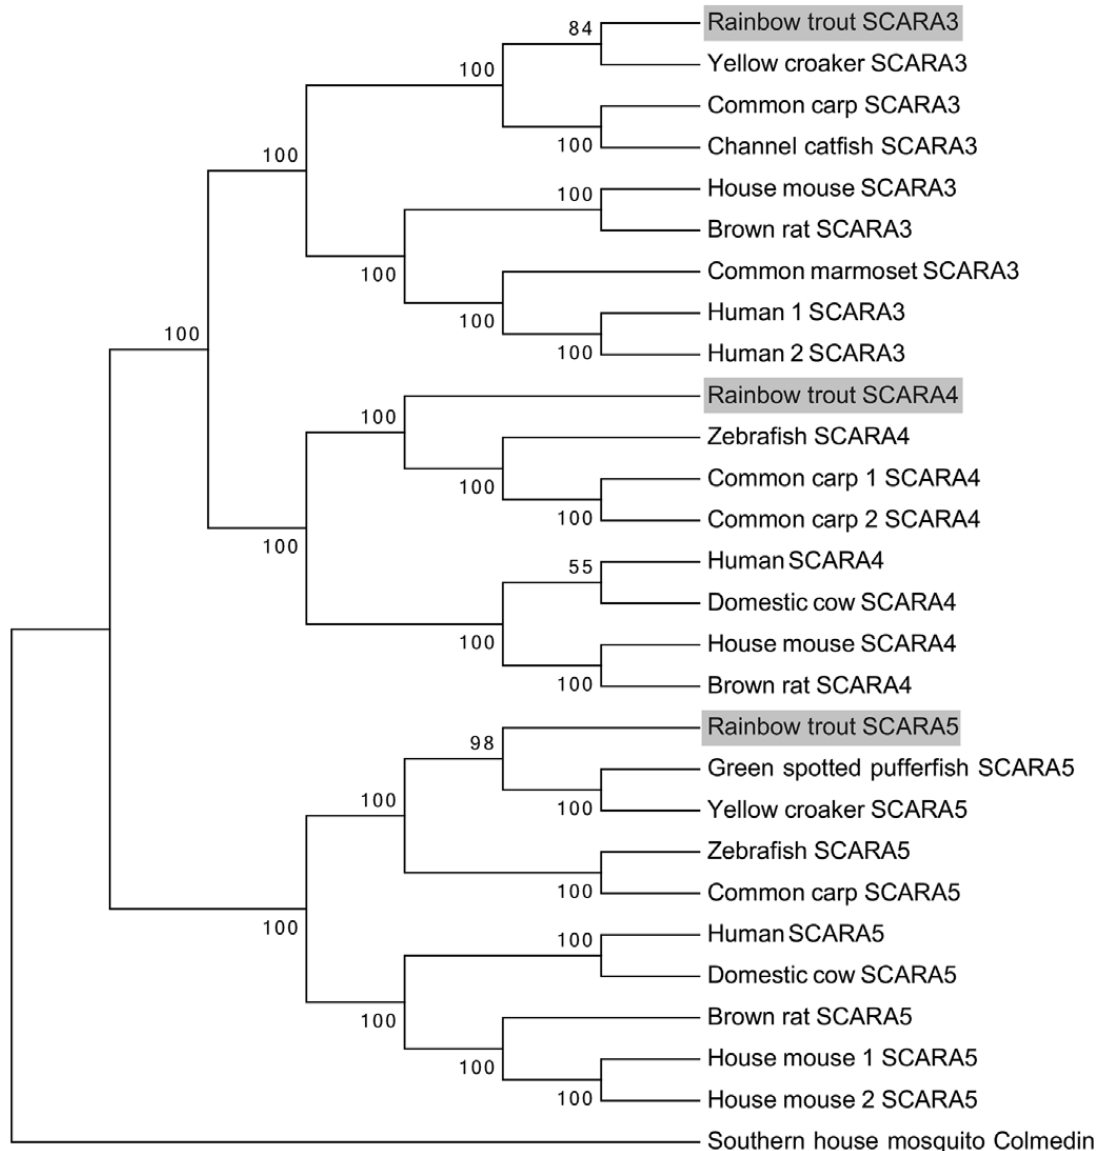 84
Rainbow trout SCARA3
100
Yellow croaker SCARA3
Common carp SCARA3
100
Channel catfish SCARA3
100
100
House mouse SCARA3
Brown rat SCARA3
100
Common marmoset SCARA3
100
Human 1 SCARA3
100
Human 2 SCARA3
100
Rainbow trout SCARA4
100
Zebrafish SCARA4
100
Common carp 1 SCARA4
100
Common carp 2 SCARA4
100
55
Human SCARA4
Domestic cow SCARA4
100
House mouse SCARA4
100
Brown rat SCARA4
98
Rainbow trout SCARA5
Green spotted pufferfish SCARA5
100
100
Yellow croaker SCARA5
Zebrafish SCARA5
100
Common carp SCARA5
100
100
Human SCARA5
Domestic cow SCARA5
100
Brown rat SCARA5
100
House mouse 1 SCARA5
100
House mouse 2 SCARA5
Southern house mosquito Colmedin